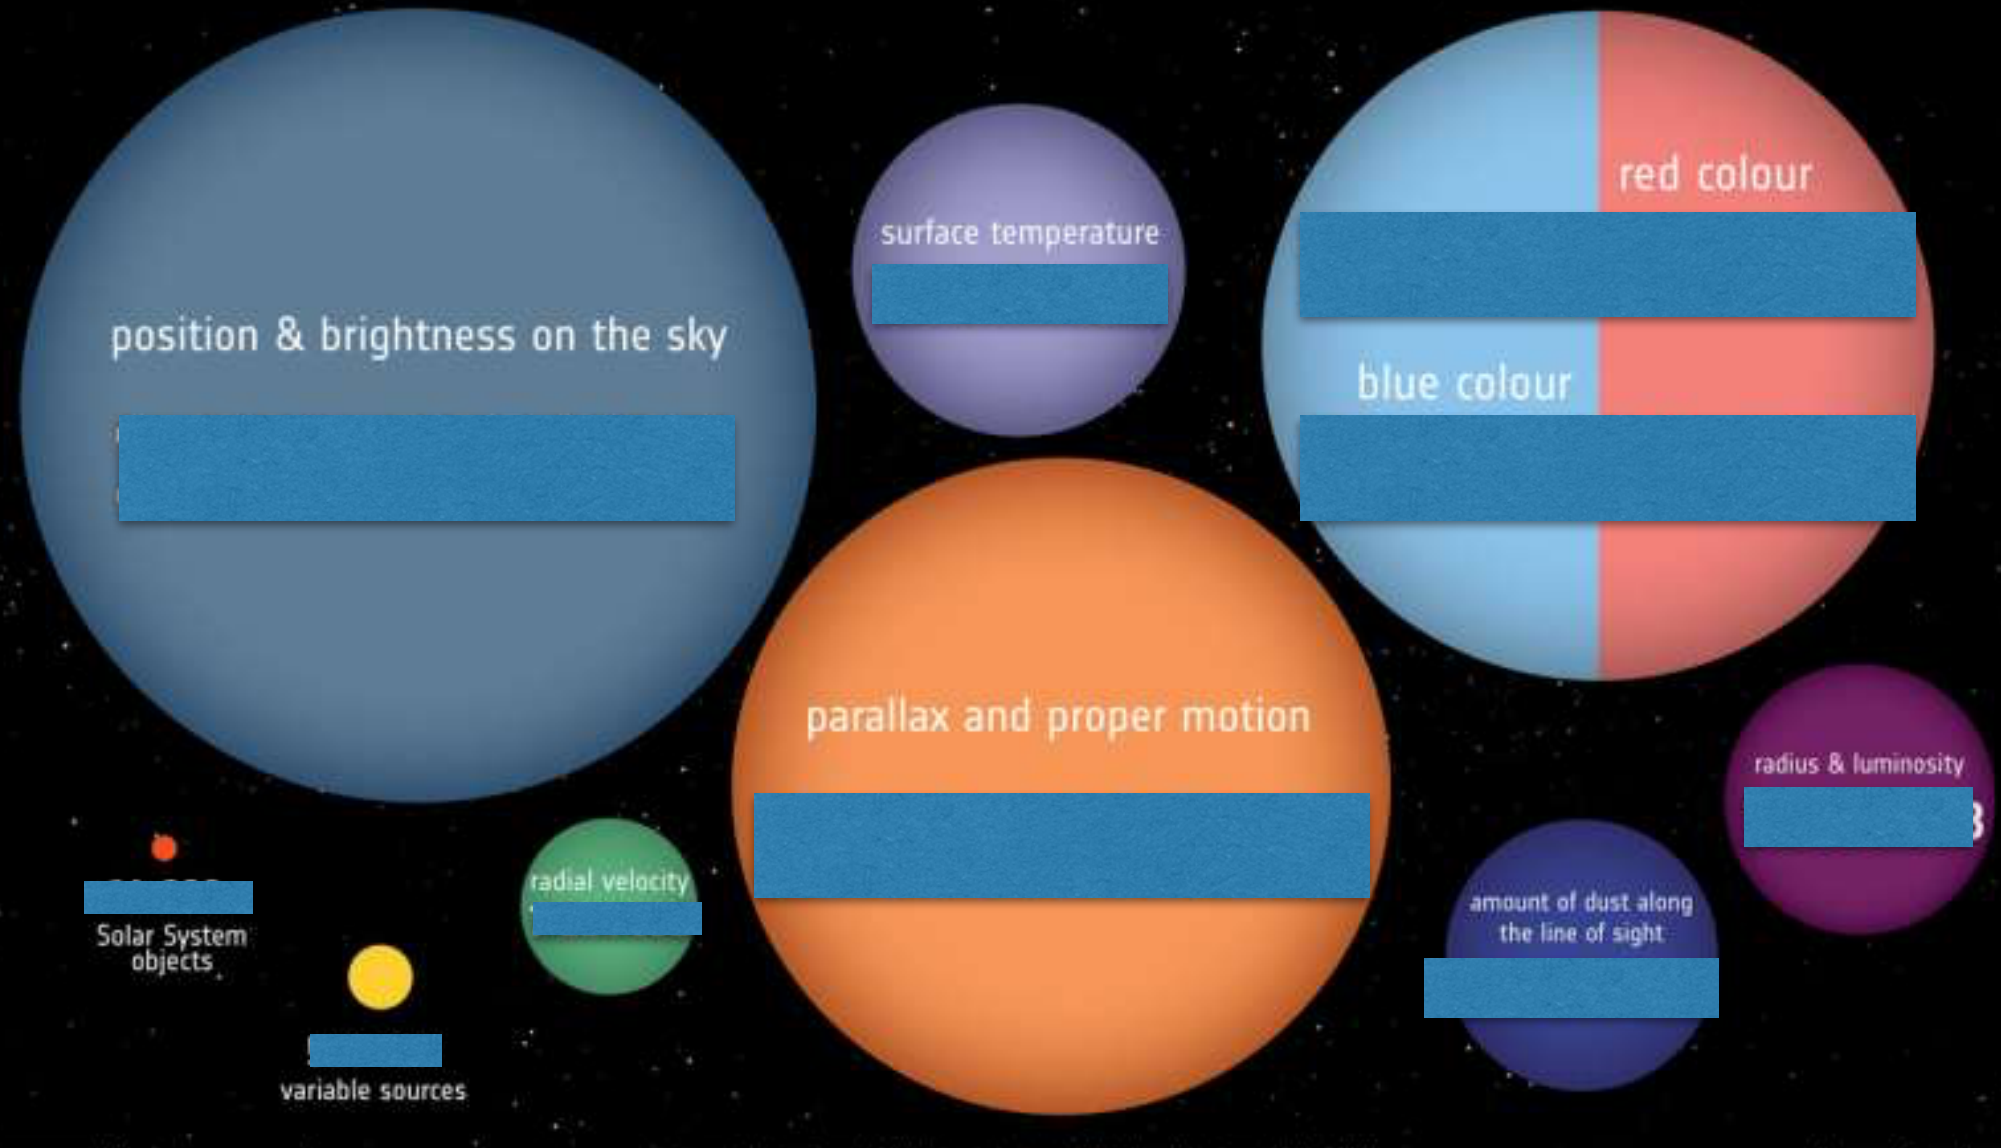 position & brightness on the sky
surface temperature
red colour
blue colour
parallax and proper motion
radius & luminosity
amount of dust along
the line of sight
radial velocity
Solar System
objects
variable sources